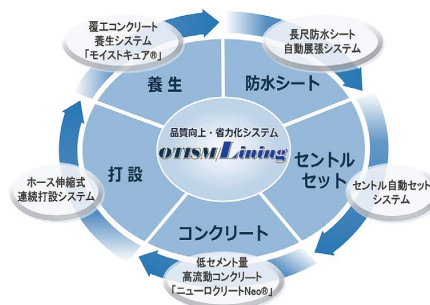 覆工コンリート
養生システム
「モイストキュア®」
長尺防水シート
自動展張システム
養生
防水シート
品質向上・省力化システム
OTISM/Lining
打設
セントル
セット
ホース伸縮式
連続打設システム
セントル自動セット
システム
コンクリート
低セメント量
高流動コンクリート
「ニューロクリートNeo®」